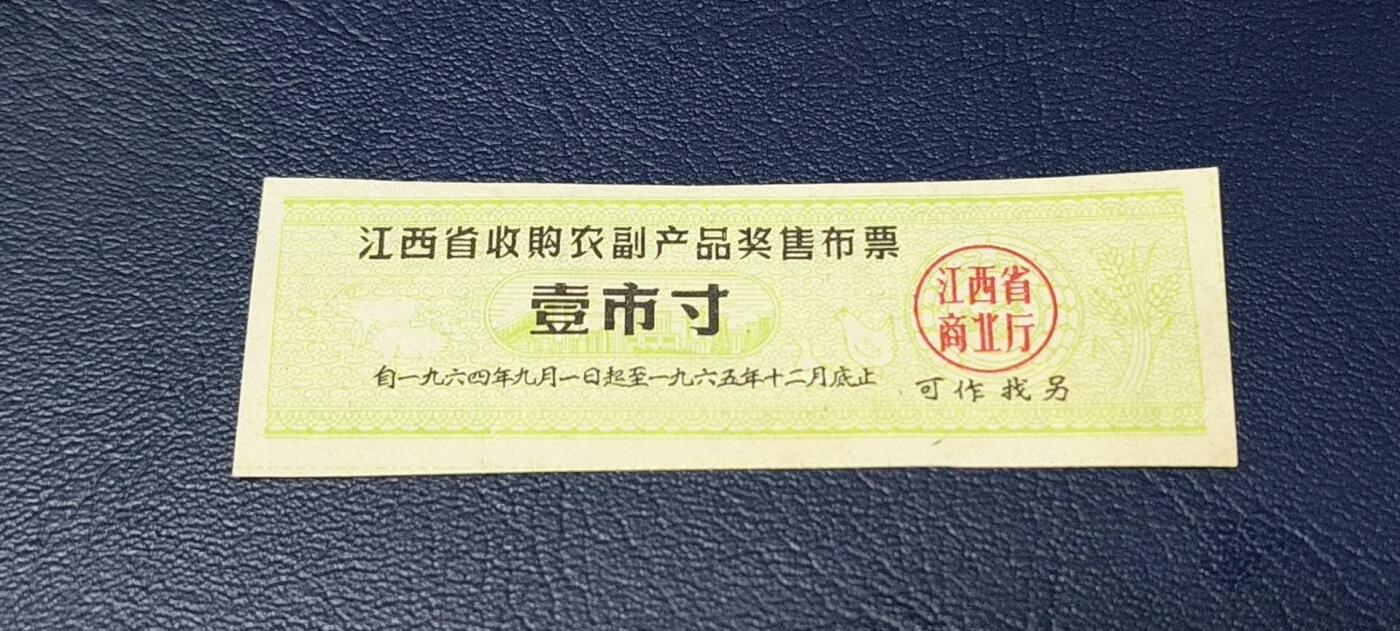 江西省收購农副产品奖售布票
壹市寸
自一九六四年九月一日起至一九六五年十二月底止
江西省
商业厅
可作找另